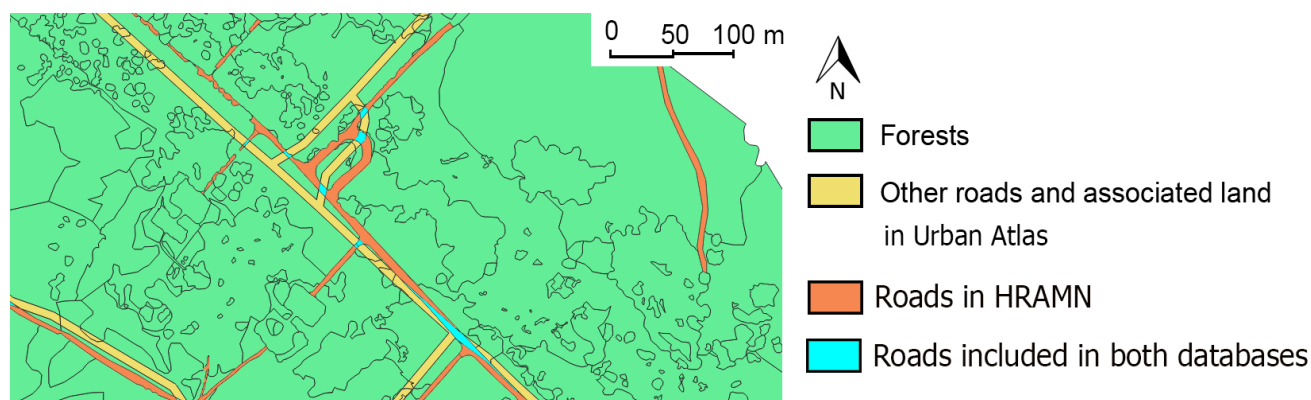 0 50 100 m
N
Forests
Other roads and associated land
in Urban Atlas
Roads in HRAMN
Roads included in both databases